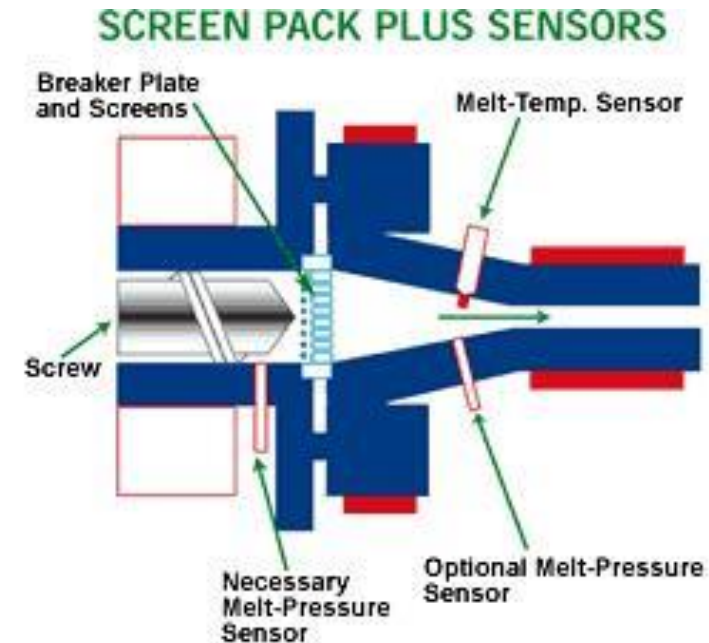 SCREEN PACK PLUS SENSORS
Breaker Plate
and Screens
Melt-Temp. Sensor
Screw
Necessary
Melt-Pressure
Sensor
Optional Melt-Pressure
Sensor